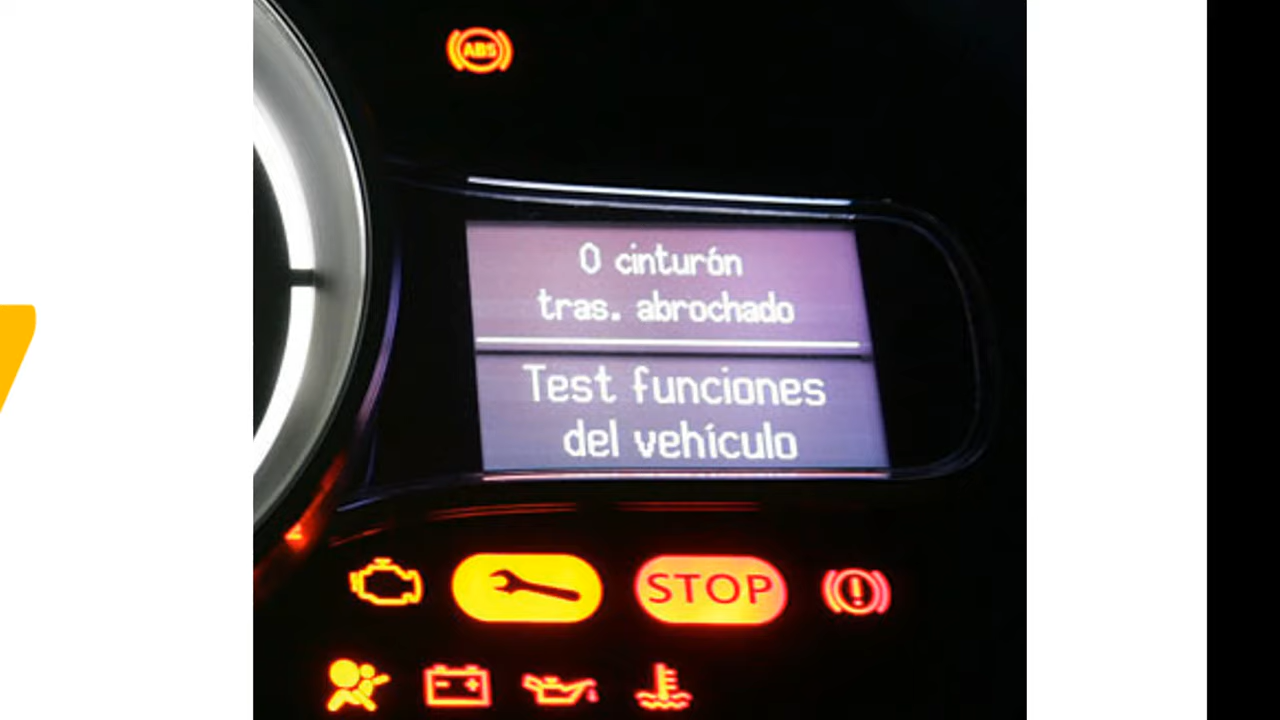 ABS
0 cinturón
tras. abrochado
Test funciones
del vehículo
STOP